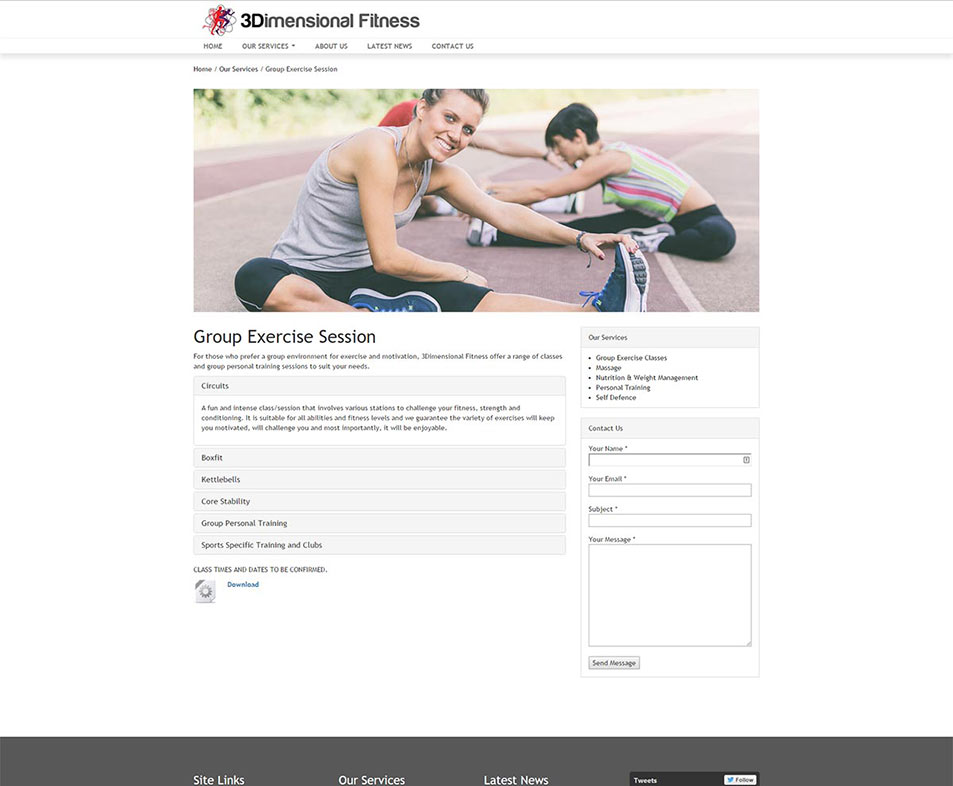 3Dimensional Fitness
HOME OUR SERVICES ABOUT US LATEST NEWS CONTACT US
Home / Our Services / Group Exercise Session
Group Exercise Session
For those who prefer a group environment for exercise and motivation, 3Dimensional Fitness offer a range of classes
and group personal training sessions to suit your needs.
Circuits
A fun and intense class/session that involves various stations to challenge your fitness, strength and
conditioning. It is suitable for all abilities and fitness levels and we guarantee the variety of exercises will keep
you motivated, will challenge you and most importantly, it will be enjoyable.
Boxfit
Kettlebells
Core Stability
Group Personal Training
Sports Specific Training and Clubs
CLASS TIMES AND DATES TO BE CONFIRMED.
Download
Our Services
Group Exercise Classes
Massage
Nutrition & Weight Management
Personal Training
Self Defence
Contact Us
Your Name *
Your Email *
Subject *
Your Message *
Send Message
Site Links
Our Services
Latest News
Tweets
Follow